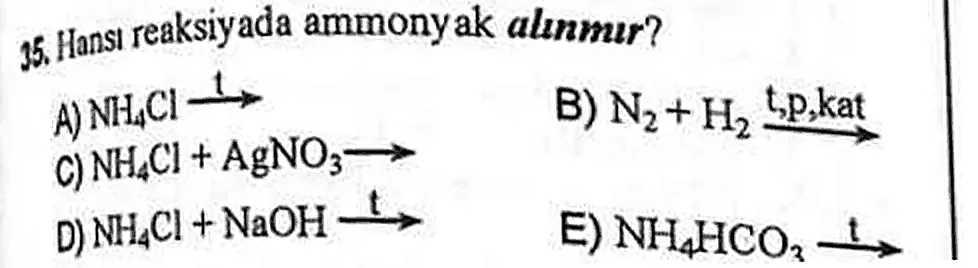 35. Hansı reaksiyada ammonyak alınmır?
A) NH₄Cl —t→
B) N₂ + H₂ —t,p,kat→
C) NH₄Cl + AgNO₃ →
D) NH₄Cl + NaOH —t→
E) NH₄HCO₃ —t→